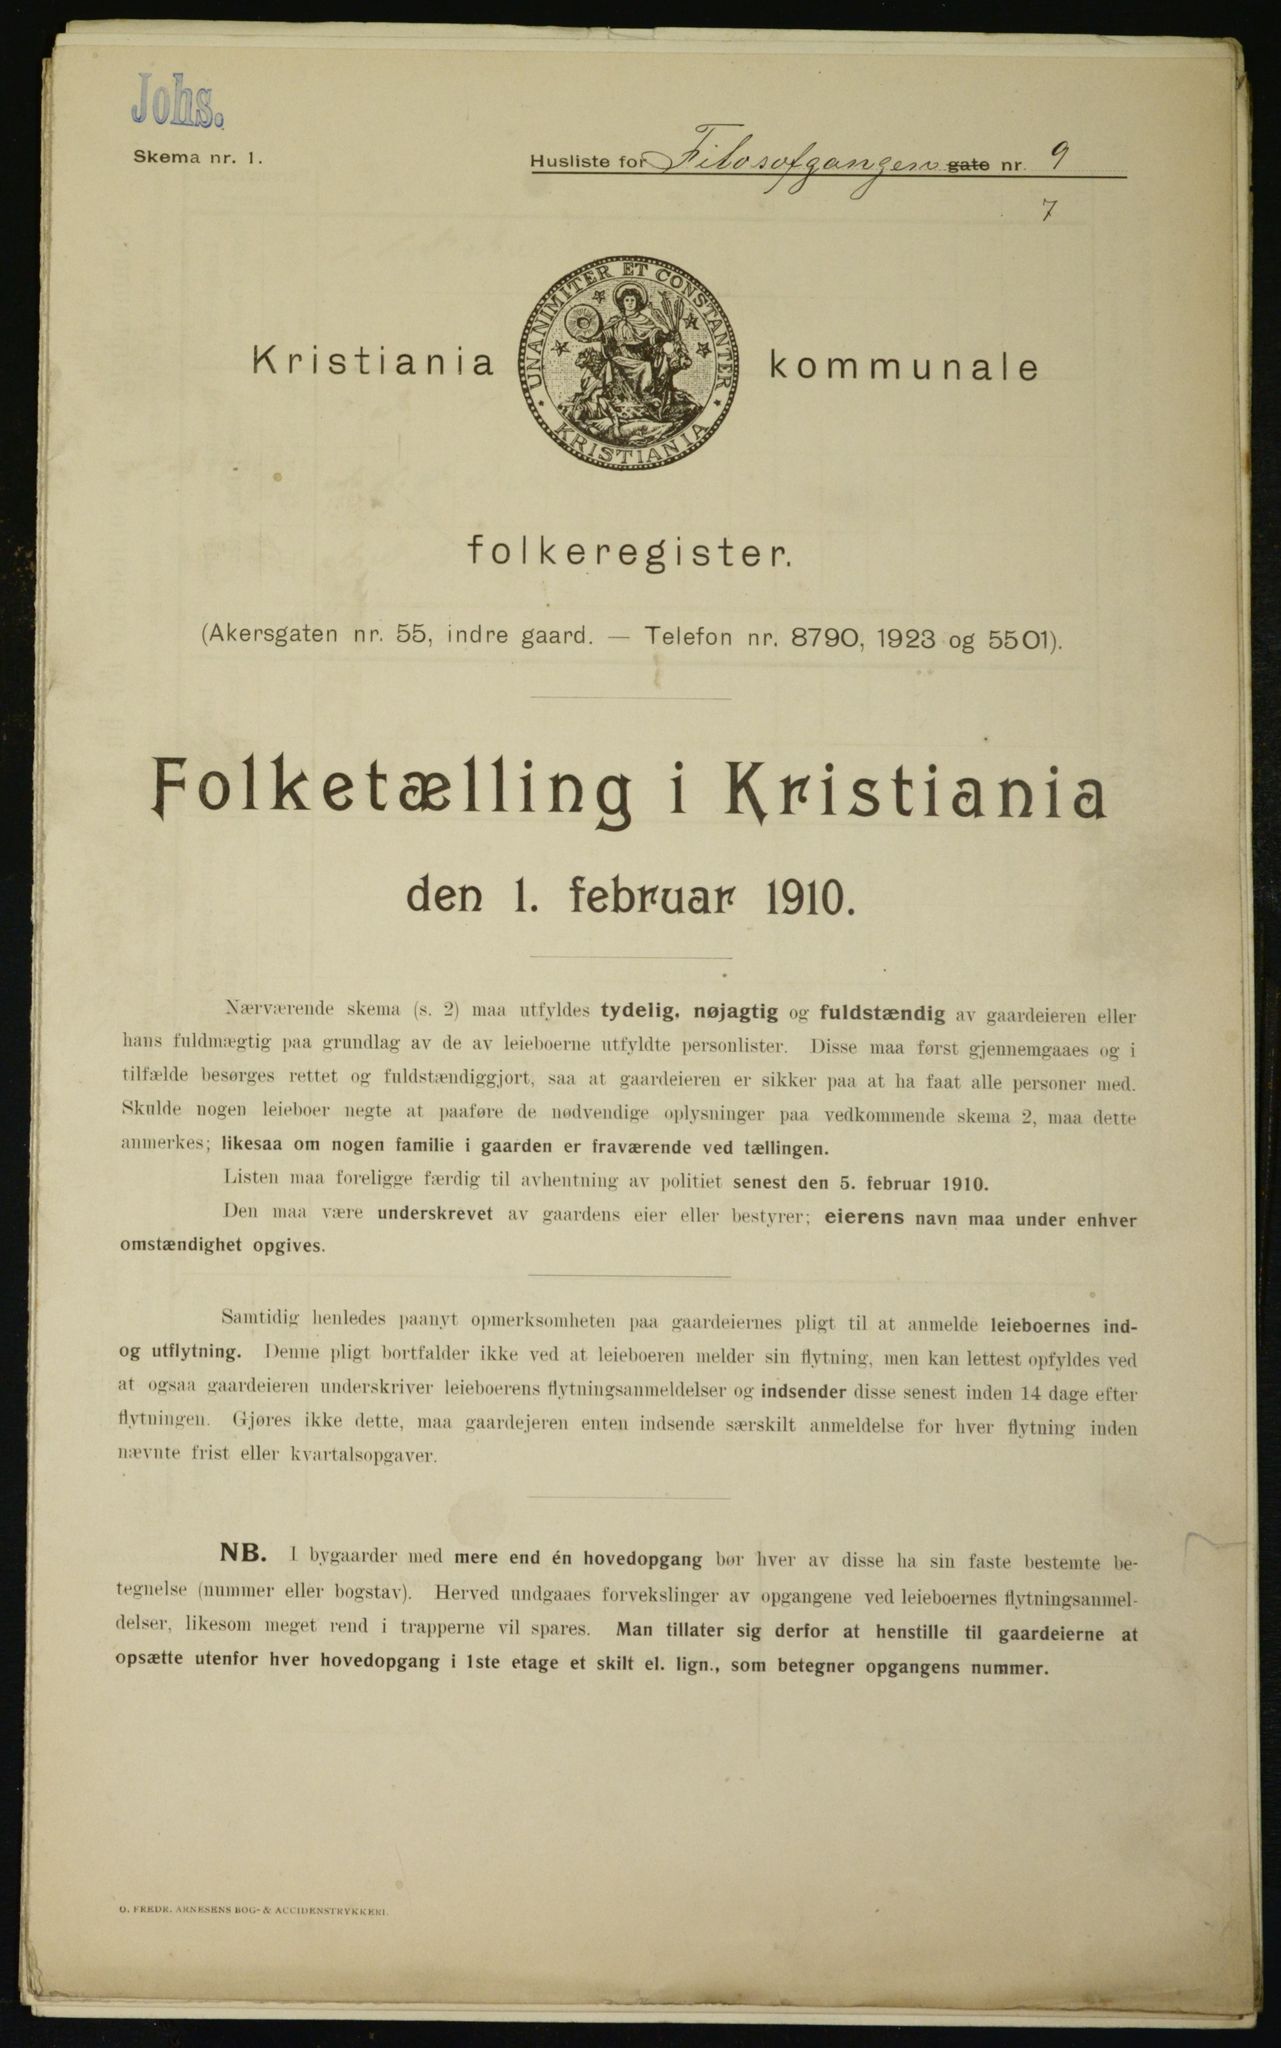 Johs.
Skema nr. 1.
Husliste for Filosofgangen gate nr. 9
7
UNANIMITER ET CONSTANTER
KRISTIANIA
Kristiania kommunale
folkeregister.
(Akersgaten nr. 55, indre gaard. — Telefon nr. 8790, 1923 og 5501).
Folketælling i Kristiania
den 1. februar 1910.
Nærværende skema (s. 2) maa utfyldes tydelig, nøjagtig og fuldstændig av gaardeieren eller
hans fuldmægtig paa grundlag av de av leieboerne utfyldte personlister. Disse maa først gjennemgaaes og i
tilfælde besørges rettet og fuldstændiggjort, saa at gaardeieren er sikker paa at ha faat alle personer med.
Skulde nogen leieboer negte at paaføre de nødvendige oplysninger paa vedkommende skema 2, maa dette
anmerkes; likesaa om nogen familie i gaarden er fraværende ved tællingen.
Listen maa foreligge færdig til avhentning av politiet senest den 5. februar 1910.
Den maa være underskrevet av gaardens eier eller bestyrer; eierens navn maa under enhver
omstændighet opgives.
Samtidig henledes paanyt opmerksomheten paa gaardeiernes pligt til at anmelde leieboernes ind-
og utflytning. Denne pligt bortfalder ikke ved at leieboeren melder sin flytning, men kan lettest opfyldes ved
at ogsaa gaardeieren underskriver leieboerens flytningsanmeldelser og indsender disse senest inden 14 dage efter
flytningen. Gjøres ikke dette, maa gaardejeren enten indsende særskilt anmeldelse for hver flytning inden
nævnte frist eller kvartalsopgaver.
NB. I bygaarder med mere end én hovedopgang bør hver av disse ha sin faste bestemte be-
tegnelse (nummer eller bogstav). Herved undgaaes forvekslinger av opgangene ved leieboernes flytningsanmel-
delser, likesom meget rend i trapperne vil spares. Man tillater sig derfor at henstille til gaardeierne at
opsætte utenfor hver hovedopgang i 1ste etage et skilt el. lign., som betegner opgangens nummer.
O. FREDR. ARNESENS BOG- & ACCIDENSTRYKKERI.